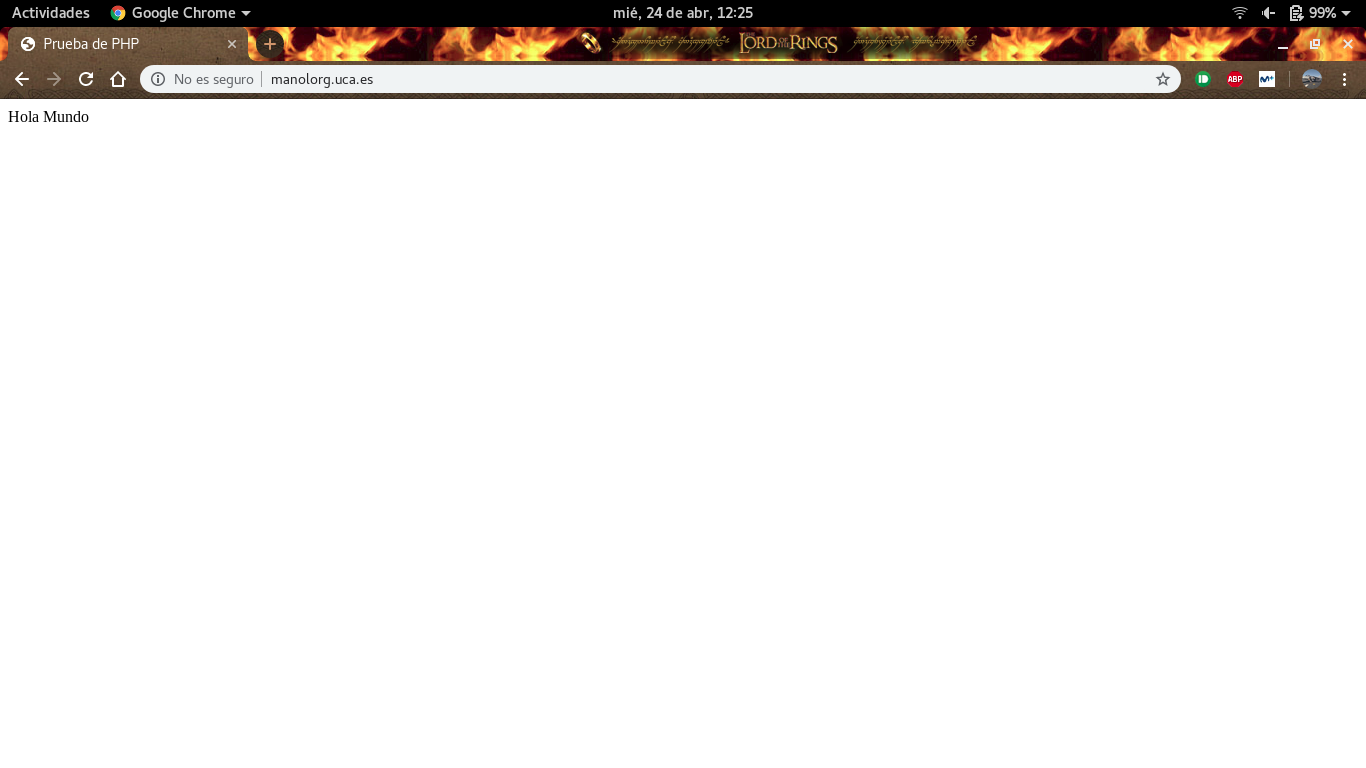 Actividades Google Chrome mié, 24 de abr, 12:25 99%
Prueba de PHP THE LORD OF THE RINGS
No es seguro manolorg.uca.es ABP M+
Hola Mundo